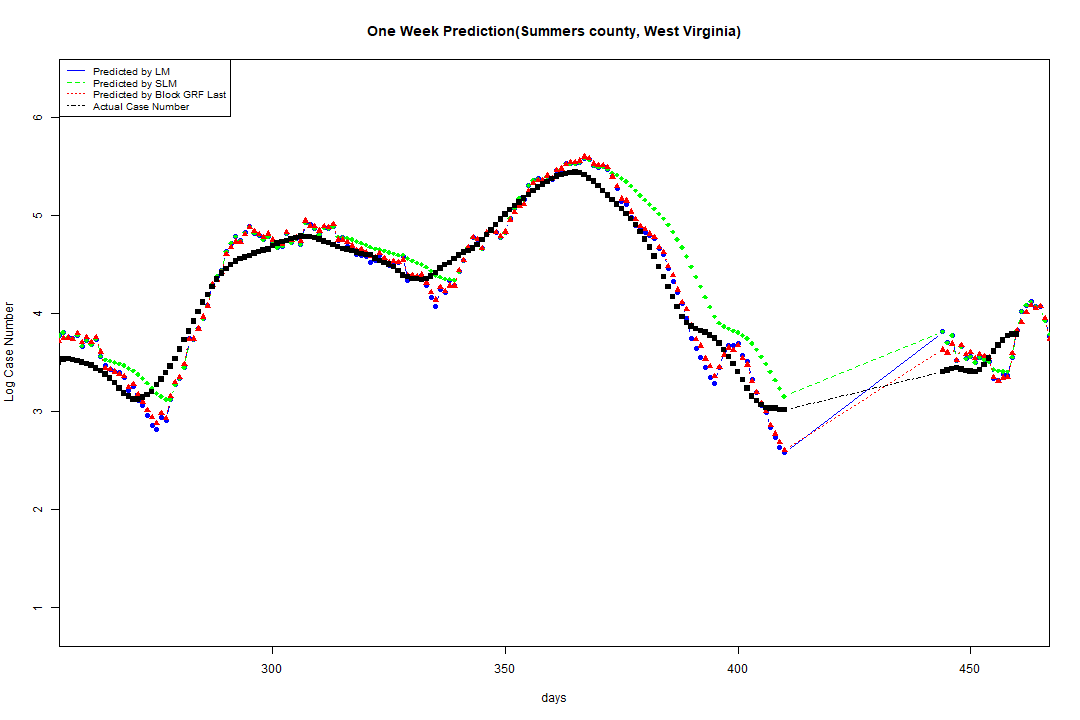 One Week Prediction(Summers county, West Virginia)
Predicted by LM
Predicted by SLM
Predicted by Block GRF Last
Actual Case Number
Log Case Number
6
5
4
3
2
1
300 350 400 450
days